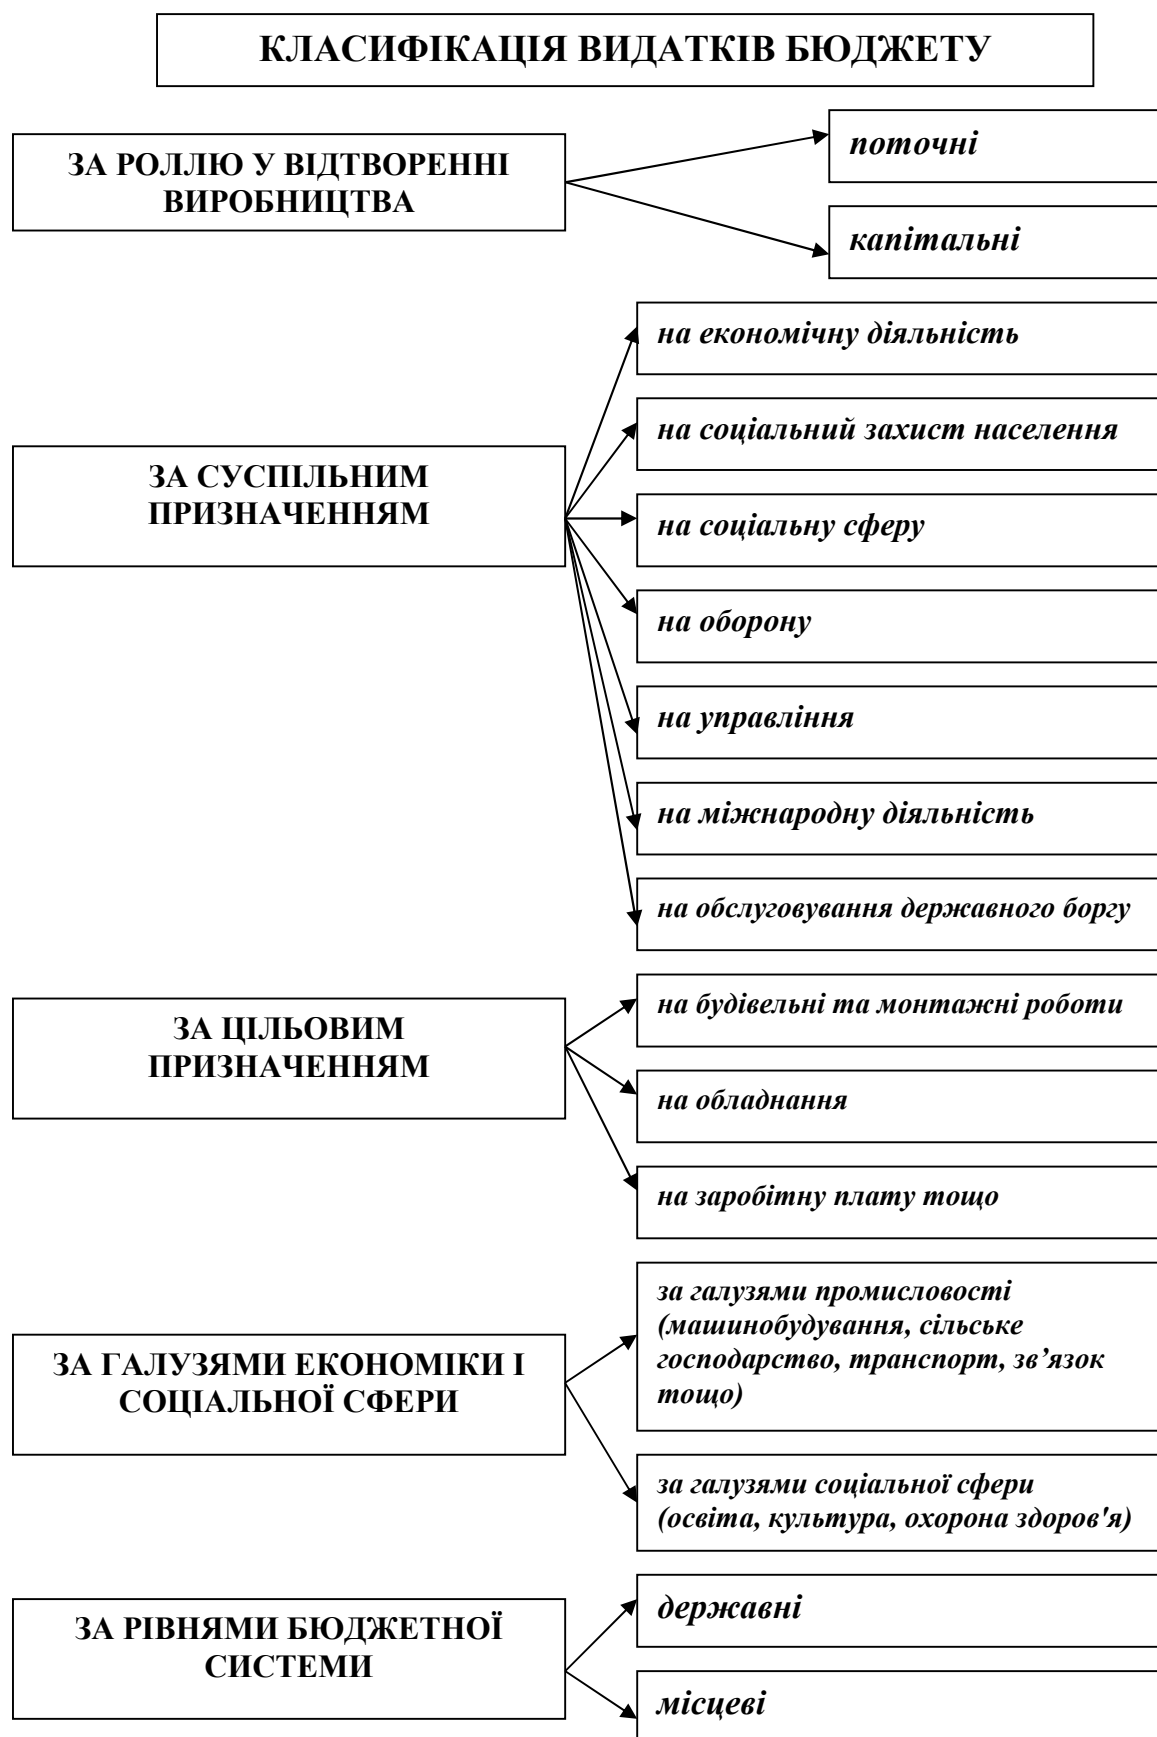 КЛАСИФІКАЦІЯ ВИДАТКІВ БЮДЖЕТУ
ЗА РОЛЛЮ У ВІДТВОРЕННІ
ВИРОБНИЦТВА
поточні
капітальні
ЗА СУСПІЛЬНИМ
ПРИЗНАЧЕННЯМ
на економічну діяльність
на соціальний захист населення
на соціальну сферу
на оборону
на управління
на міжнародну діяльність
на обслуговування державного боргу
ЗА ЦІЛЬОВИМ
ПРИЗНАЧЕННЯМ
на будівельні та монтажні роботи
на обладнання
на заробітну плату тощо
ЗА ГАЛУЗЯМИ ЕКОНОМІКИ І
СОЦІАЛЬНОЇ СФЕРИ
за галузями промисловості
(машинобудування, сільське
господарство, транспорт, зв’язок
тощо)
за галузями соціальної сфери
(освіта, культура, охорона здоров'я)
ЗА РІВНЯМИ БЮДЖЕТНОЇ
СИСТЕМИ
державні
місцеві